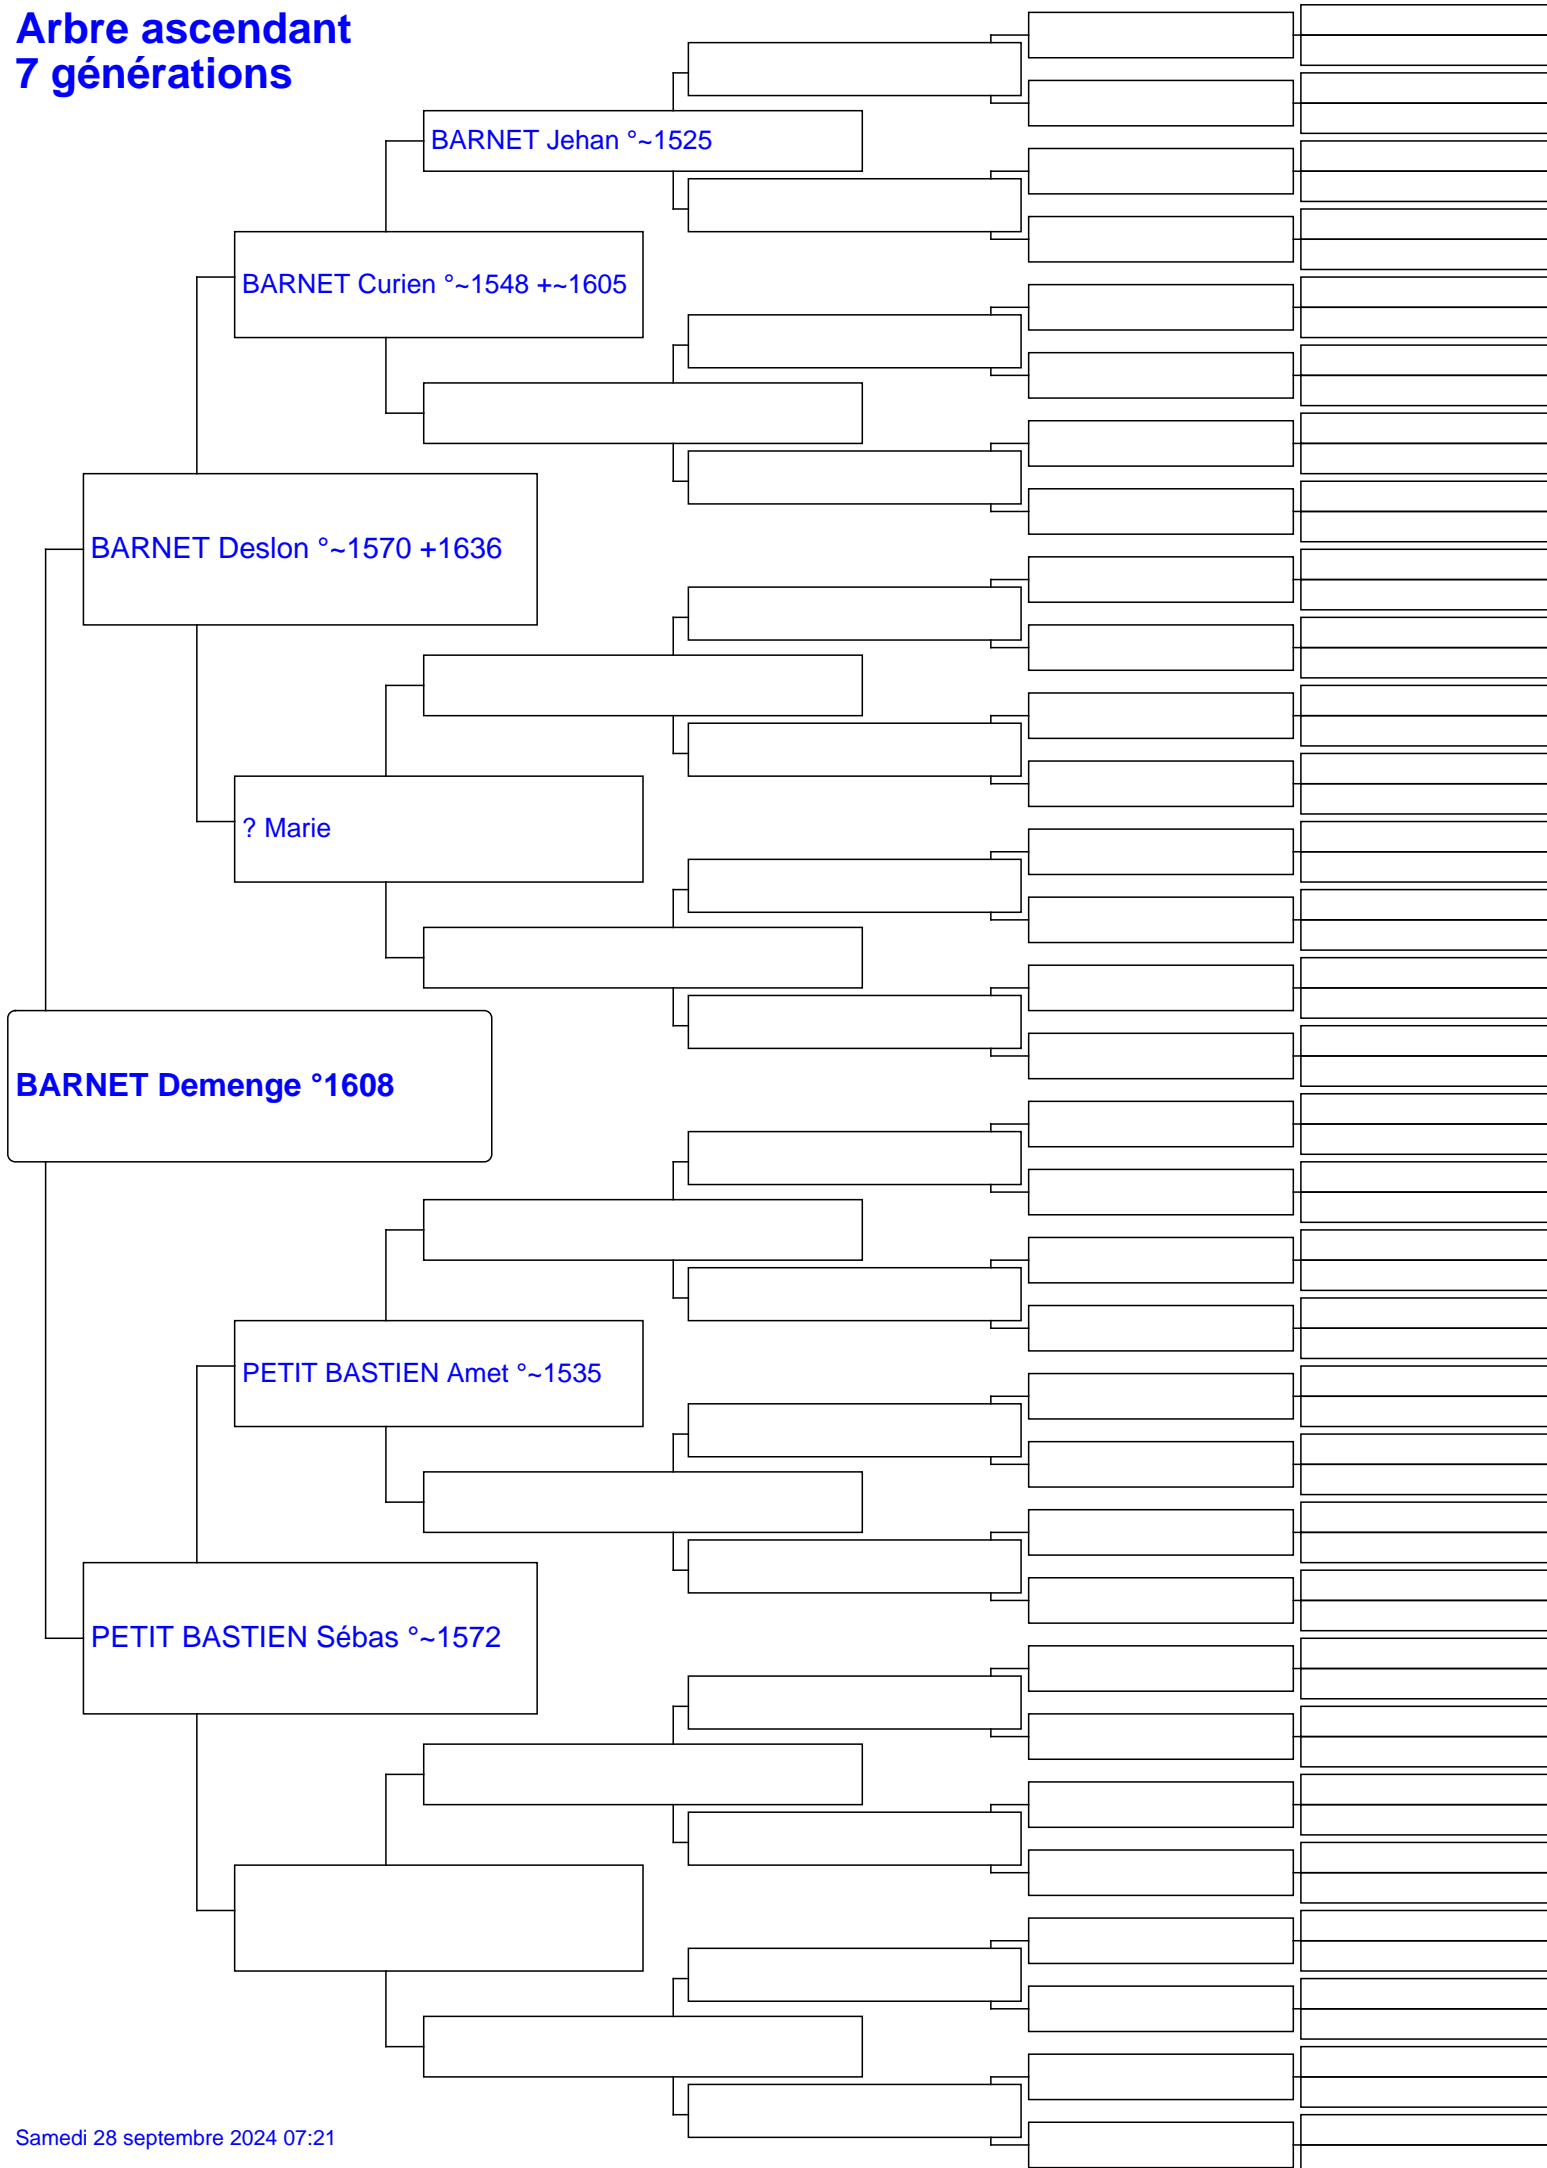 Arbre ascendant
7 générations
BARNET Jehan °~1525
BARNET Curien °~1548 +~1605
BARNET Deslon °~1570 +1636
? Marie
BARNET Demenge °1608
PETIT BASTIEN Amet °~1535
PETIT BASTIEN Sébas °~1572
Samedi 28 septembre 2024 07:21